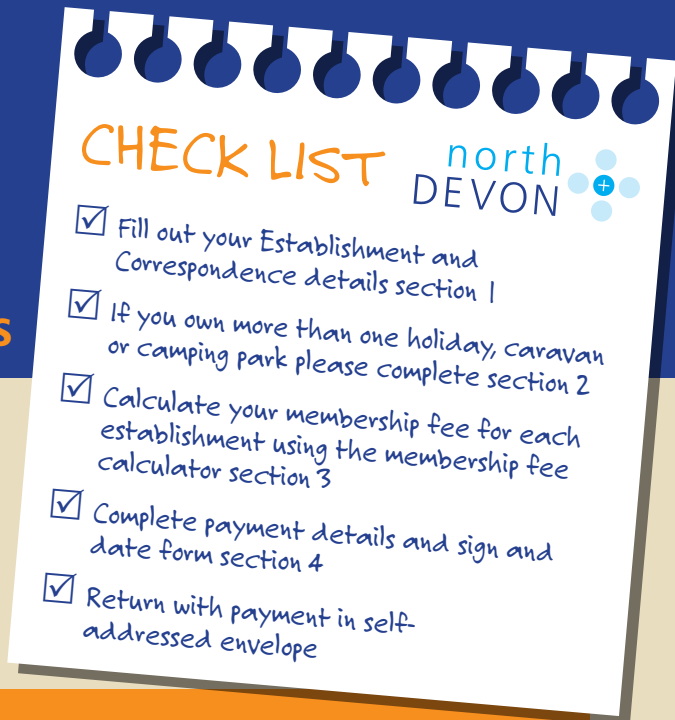 CHECK LIST
north
DEVON
Fill out your Establishment and
Correspondence details section 1
If you own more than one holiday, caravan
or camping park please complete section 2
Calculate your membership fee for each
establishment using the membership fee
calculator section 3
Complete payment details and sign and
date form section 4
Return with payment in self-
addressed envelope